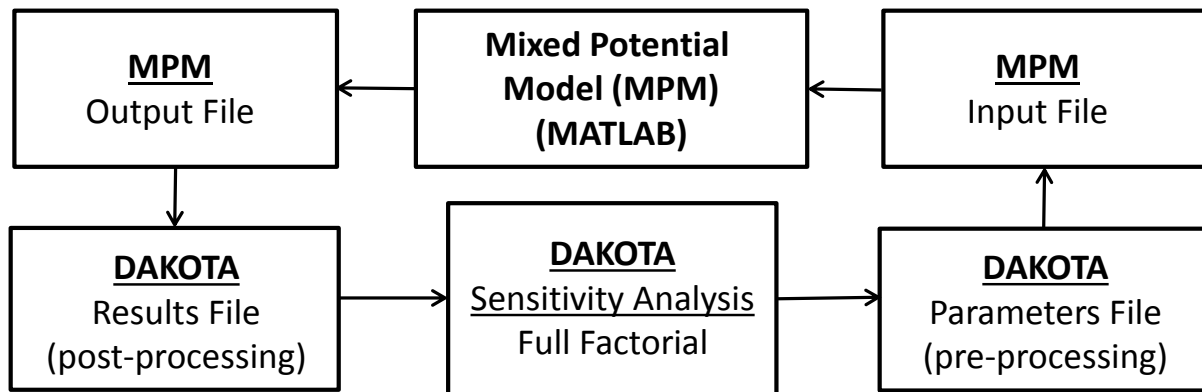 MPM
Output File
Mixed Potential
Model (MPM)
(MATLAB)
MPM
Input File
DAKOTA
Results File
(post-processing)
DAKOTA
Sensitivity Analysis
Full Factorial
DAKOTA
Parameters File
(pre-processing)